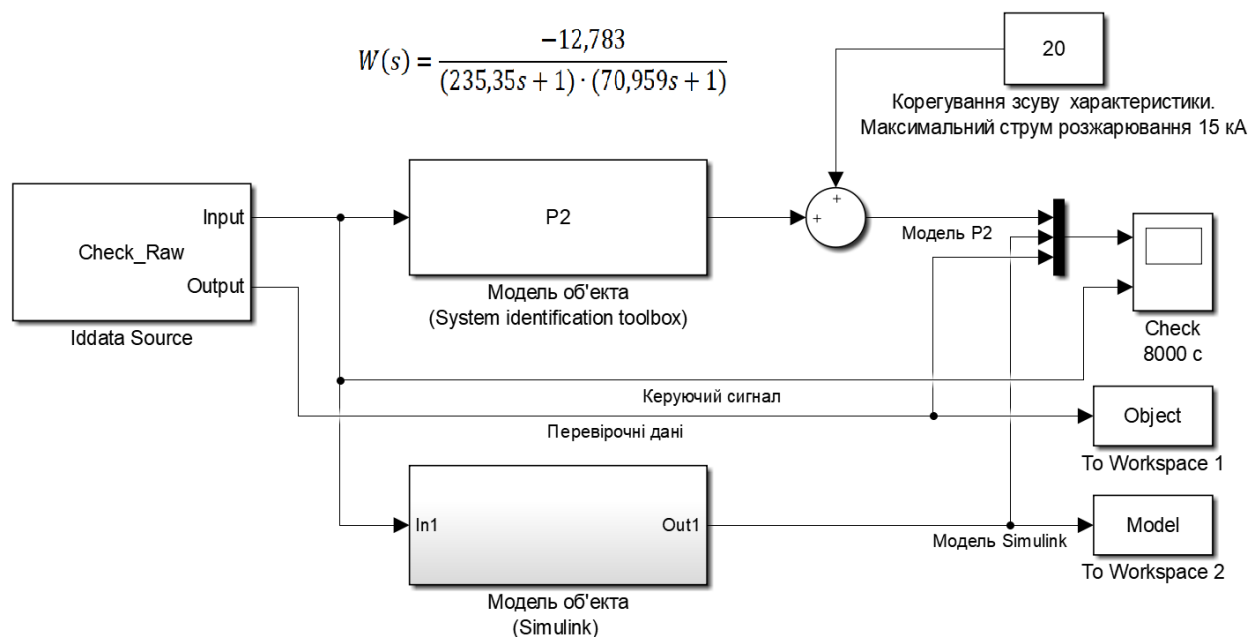 W(s) = −12,783 / (235,35s + 1) · (70,959s + 1)
20
Корегування зсуву характеристики.
Максимальний струм розжарювання 15 кА
Check_Raw
Input
Output
Iddata Source
P2
Модель об'екта
(System identification toolbox)
+
+
Модель P2
Check
8000 c
Керуючий сигнал
Перевірочні дані
Object
To Workspace 1
In1
Out1
Модель об'екта
(Simulink)
Модель Simulink
Model
To Workspace 2